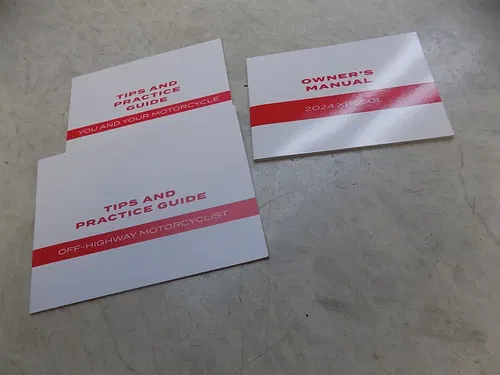 TIPS AND
PRACTICE
GUIDE
YOU AND YOUR MOTORCYCLE
OWNER'S
MANUAL
2024 XR650L
TIPS AND
PRACTICE GUIDE
OFF-HIGHWAY MOTORCYCLIST